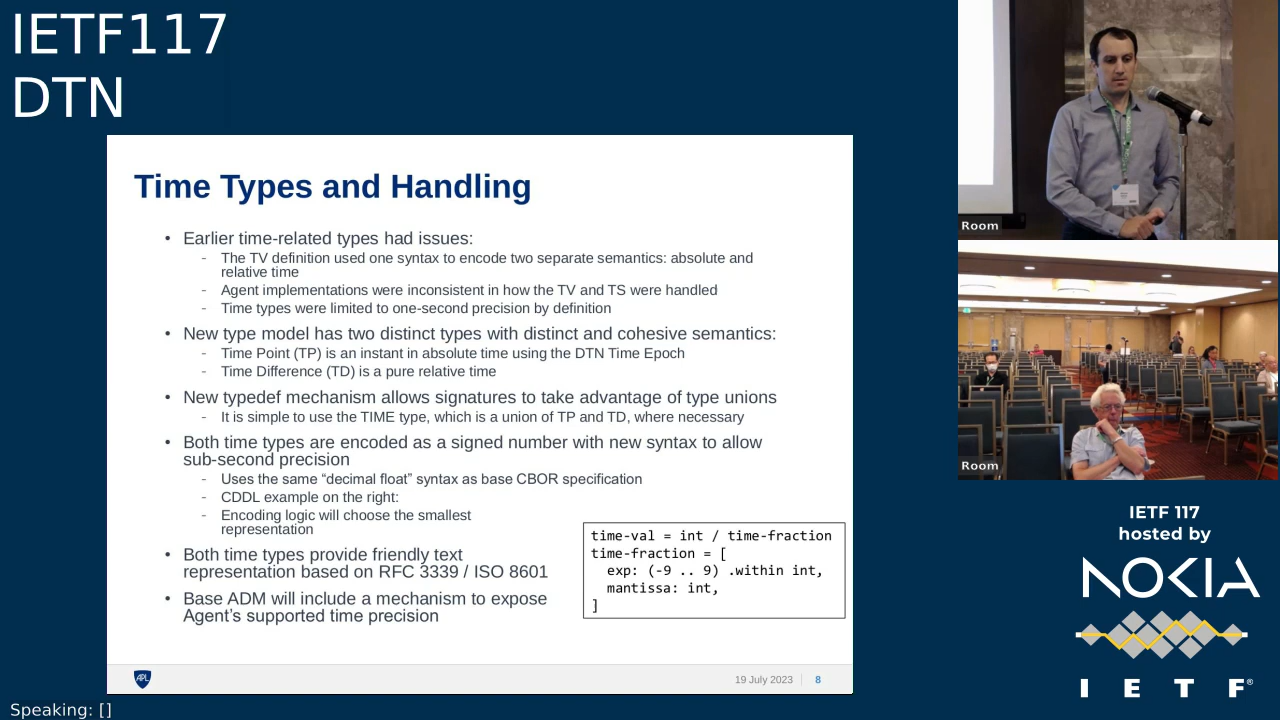 IETF117
DTN
Time Types and Handling
• Earlier time-related types had issues:
- The TV definition used one syntax to encode two separate semantics: absolute and
relative time
- Agent implementations were inconsistent in how the TV and TS were handled
- Time types were limited to one-second precision by definition
• New type model has two distinct types with distinct and cohesive semantics:
- Time Point (TP) is an instant in absolute time using the DTN Time Epoch
- Time Difference (TD) is a pure relative time
• New typedef mechanism allows signatures to take advantage of type unions
- It is simple to use the TIME type, which is a union of TP and TD, where necessary
• Both time types are encoded as a signed number with new syntax to allow
sub-second precision
- Uses the same “decimal float” syntax as base CBOR specification
- CDDL example on the right:
- Encoding logic will choose the smallest
representation
• Both time types provide friendly text
representation based on RFC 3339 / ISO 8601
• Base ADM will include a mechanism to expose
Agent’s supported time precision
time-val = int / time-fraction
time-fraction = [
exp: (-9 .. 9) .within int,
mantissa: int,
]
APL
19 July 2023 | 8
Room
Room
IETF 117
hosted by
NOKIA
I E T F®
Speaking: []